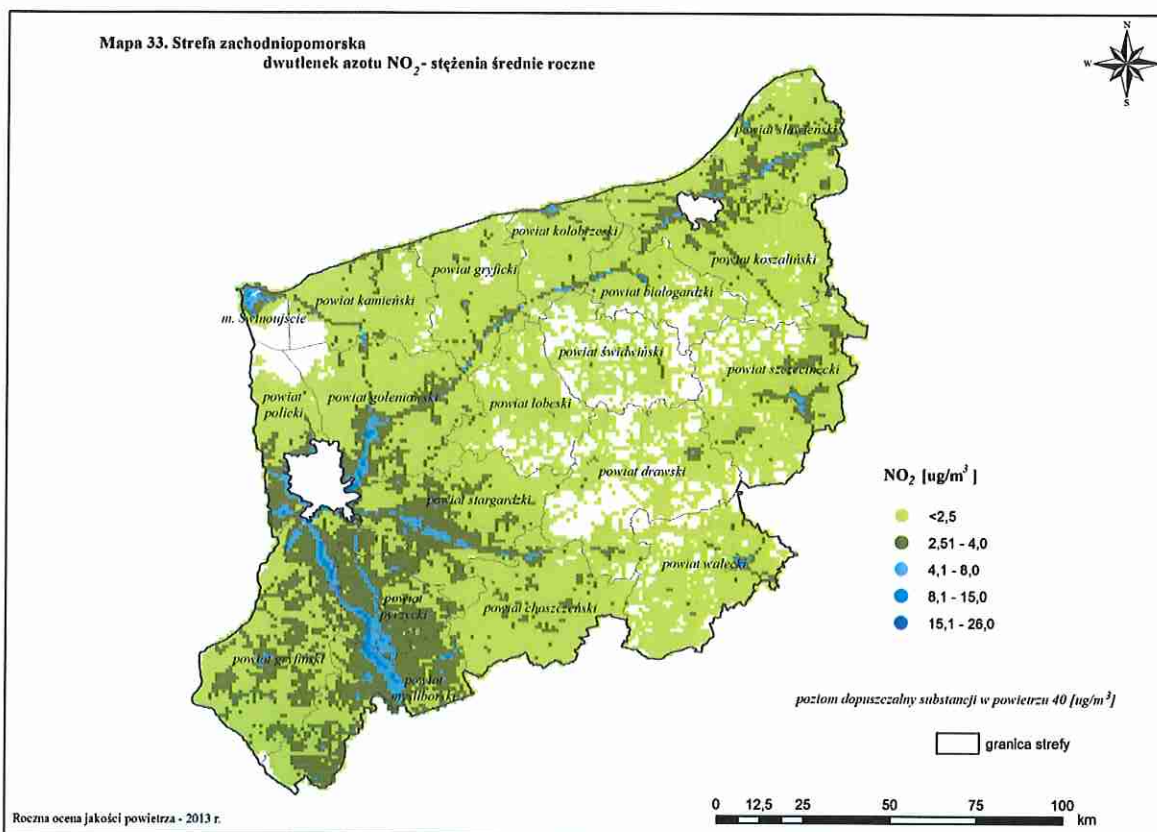 Mapa 33. Strefa zachodniopomorska
dwutlenek azotu NO₂ - stężenia średnie roczne
N
W
S
powiat sławieński
powiat kołobrzeski
powiat koszaliński
powiat gryficki
powiat białogardzki
powiat kamieński
m. Świnoujście
powiat świdwiński
powiat szczecinecki
powiat policki
powiat goleniowski
powiat łobeski
powiat drawski
powiat stargardzki
powiat wałecki
powiat pyrzycki
powiat choszczeński
powiat gryfiński
powiat myśliborski
NO₂ [ug/m³ ]
<2,5
2,51 - 4,0
4,1 - 8,0
8,1 - 15,0
15,1 - 26,0
poziom dopuszczalny substancji w powietrzu 40 [ug/m³]
granica strefy
Roczna ocena jakości powietrza - 2013 r.
0 12,5 25 50 75 100
km